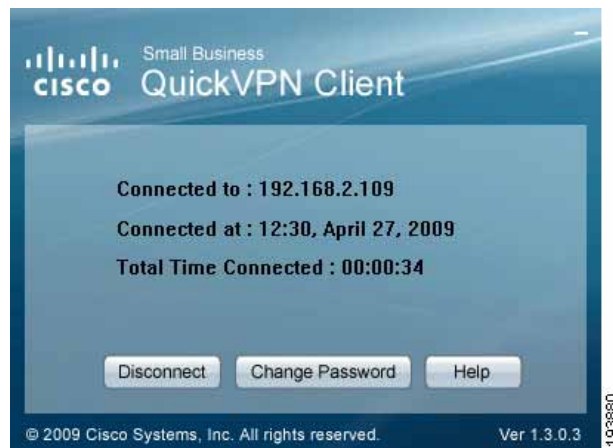 Small Business
CISCO QuickVPN Client
Connected to : 192.168.2.109
Connected at : 12:30, April 27, 2009
Total Time Connected : 00:00:34
Disconnect Change Password Help
© 2009 Cisco Systems, Inc. All rights reserved. Ver 1.3.0.3